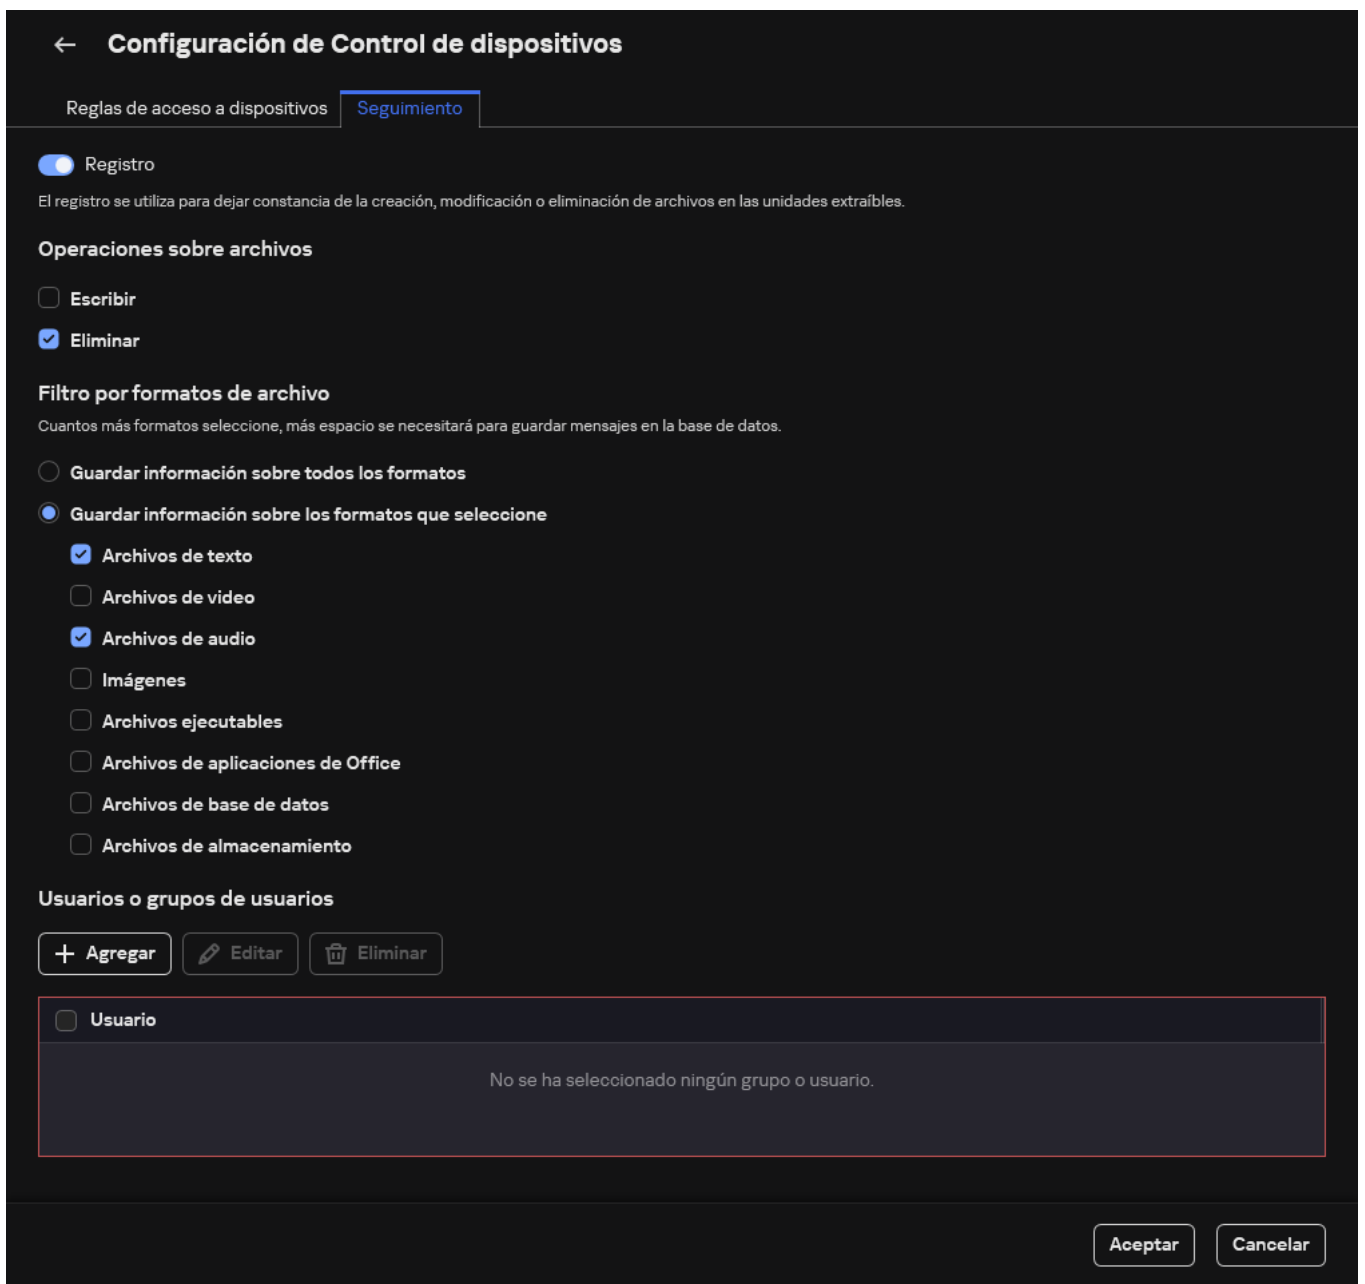 Configuración de Control de dispositivos
Reglas de acceso a dispositivos
Seguimiento
Registro
El registro se utiliza para dejar constancia de la creación, modificación o eliminación de archivos en las unidades extraíbles.
Operaciones sobre archivos
Escribir
Eliminar
Filtro por formatos de archivo
Cuantos más formatos seleccione, más espacio se necesitará para guardar mensajes en la base de datos.
Guardar información sobre todos los formatos
Guardar información sobre los formatos que seleccione
Archivos de texto
Archivos de video
Archivos de audio
Imágenes
Archivos ejecutables
Archivos de aplicaciones de Office
Archivos de base de datos
Archivos de almacenamiento
Usuarios o grupos de usuarios
Agregar
Editar
Eliminar
Usuario
No se ha seleccionado ningún grupo o usuario.
Aceptar
Cancelar